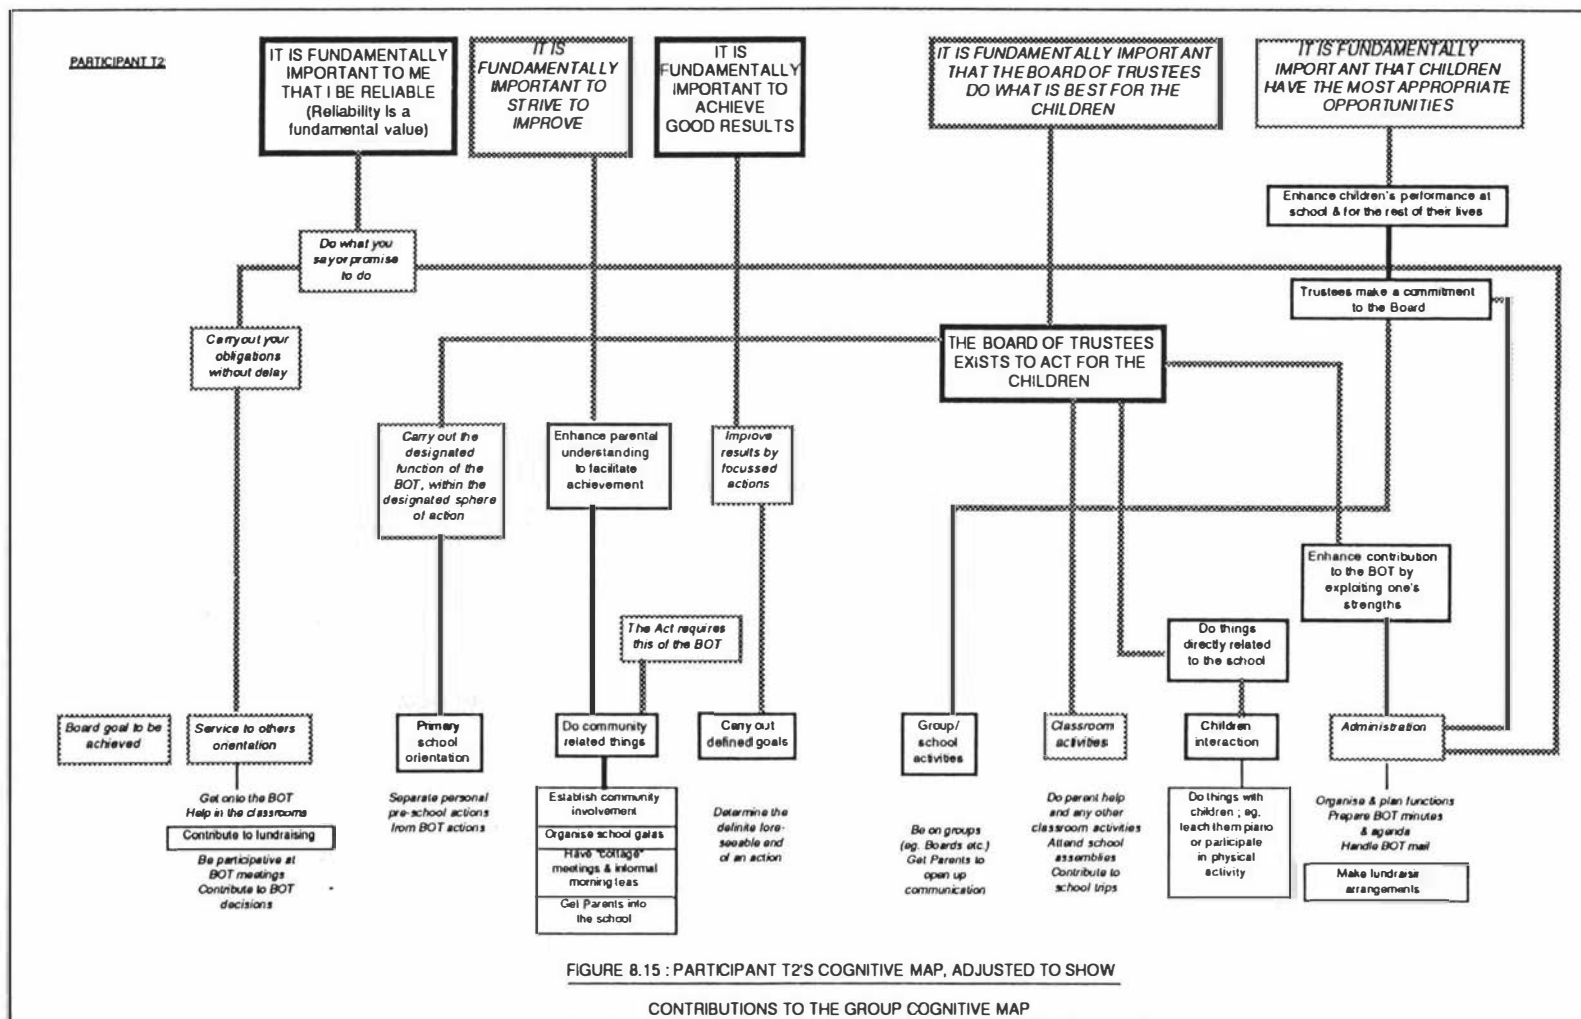 PARTICIPANT T2
IT IS FUNDAMENTALLY
IMPORTANT TO ME
THAT I BE RELIABLE
(Reliability Is a
fundamental value)
IT IS
FUNDAMENTALLY
IMPORTANT TO
STRIVE TO
IMPROVE
IT IS
FUNDAMENTALLY
IMPORTANT TO
ACHIEVE
GOOD RESULTS
IT IS FUNDAMENTALLY IMPORTANT
THAT THE BOARD OF TRUSTEES
DO WHAT IS BEST FOR THE
CHILDREN
IT IS FUNDAMENTALLY
IMPORTANT THAT CHILDREN
HAVE THE MOST APPROPRIATE
OPPORTUNITIES
Enhance children's performance at
school & for the rest of their lives
Do what you
say or promise
to do
Trustees make a commitment
to the Board
Carry out your
obligations
without delay
THE BOARD OF TRUSTEES
EXISTS TO ACT FOR THE
CHILDREN
Carry out the
designated
function of the
BOT, within the
designated sphere
of action
Enhance parental
understanding
to facilitate
achievement
Improve
results by
focussed
actions
Enhance contribution
to the BOT by
exploiting one's
strengths
The Act requires
this of the BOT
Do things
directly related
to the school
Board goal to be
achieved
Service to others
orientation
Primary
school
orientation
Do community
related things
Carry out
defined goals
Group/
school
activities
Classroom
activities
Children
interaction
Administration
Get onto the BOT
Help in the classrooms
Contribute to fundraising
Be participative at
BOT meetings
Contribute to BOT
decisions
Separate personal
pre-school actions
from BOT actions
Establish community
involvement
Organise school galas
Have "cottage"
meetings & informal
morning teas
Get Parents into
the school
Determine the
definite fore-
seeable end
of an action
Be on groups
(eg. Boards etc.)
Get Parents to
open up
communication
Do parent help
and any other
classroom activities
Attend school
assemblies
Contribute to
school trips
Do things with
children ; eg.
teach them piano
or participate
in physical
activity
Organise & plan functions
Prepare BOT minutes
& agenda
Handle BOT mail
Make fundraisir
arrangements
FIGURE 8.15 : PARTICIPANT T2'S COGNITIVE MAP, ADJUSTED TO SHOW
CONTRIBUTIONS TO THE GROUP COGNITIVE MAP